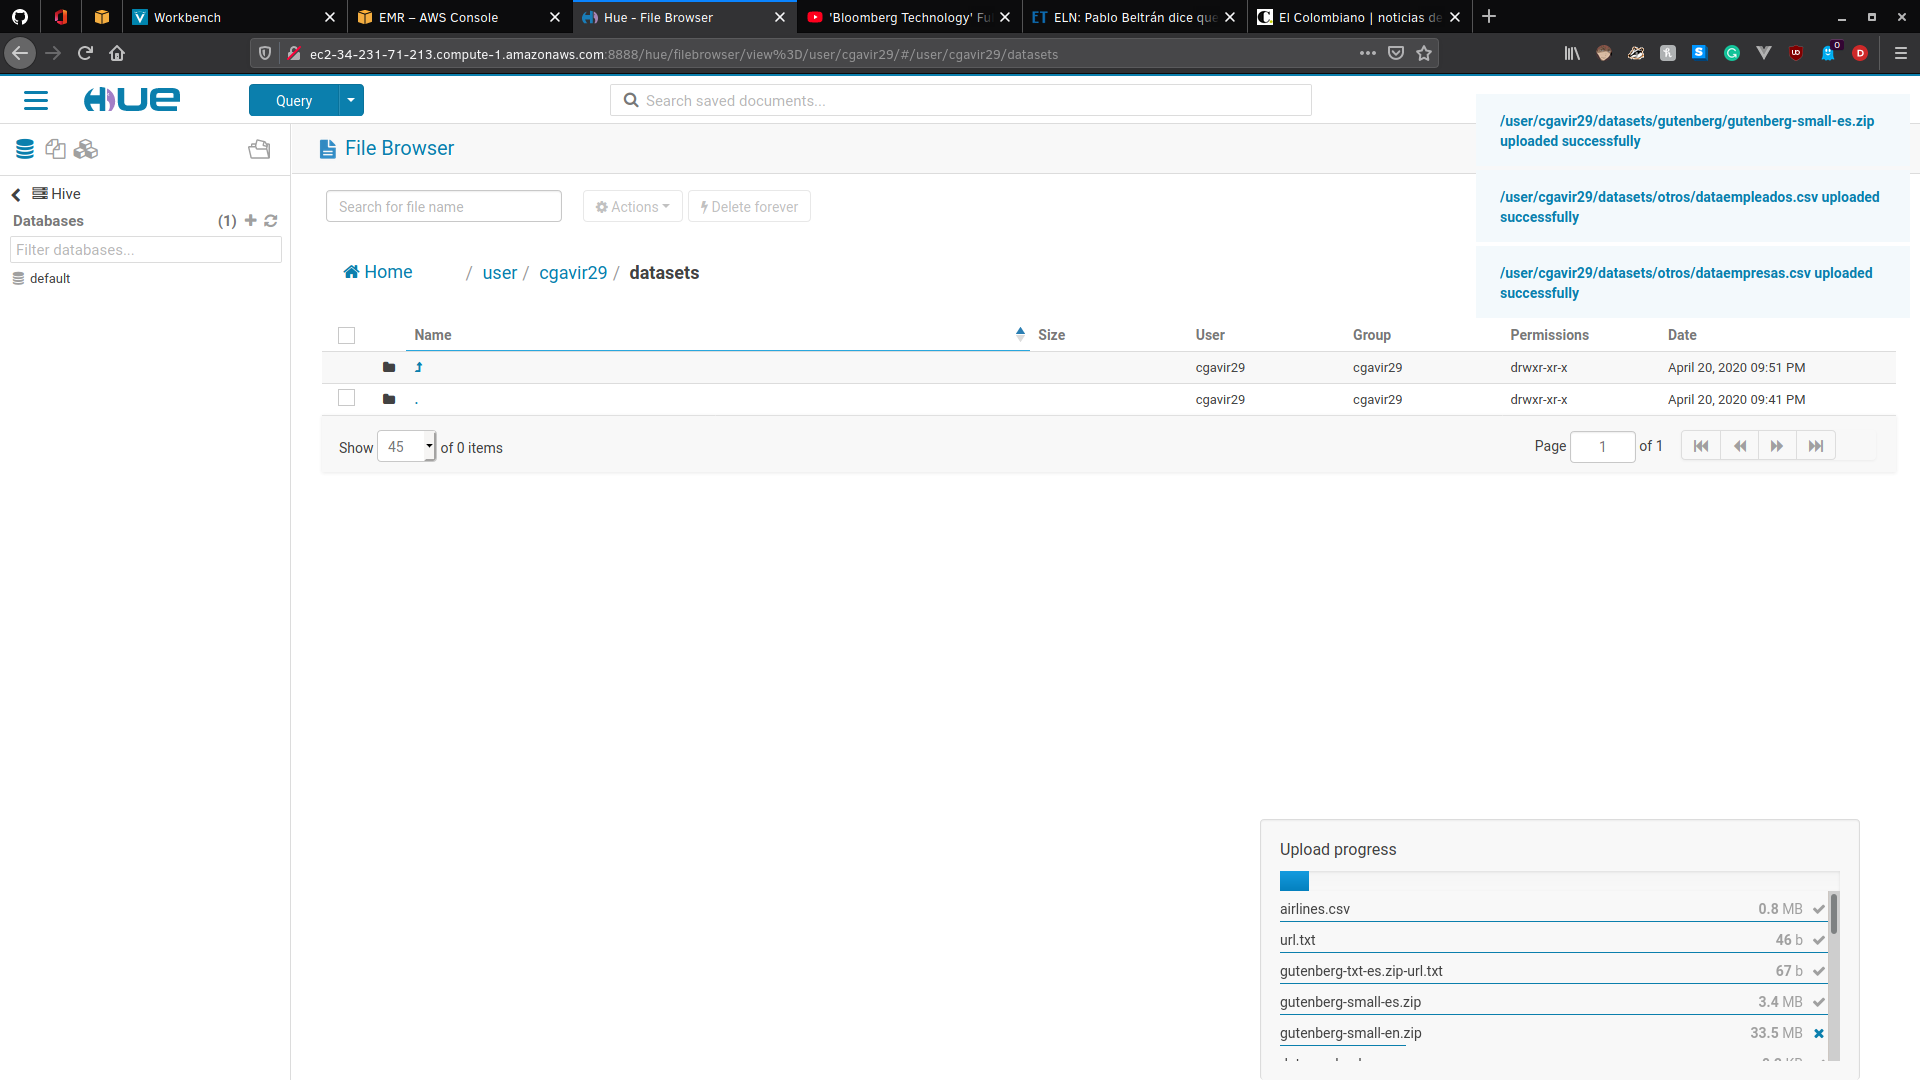 Workbench
EMR – AWS Console
Hue - File Browser
'Bloomberg Technology' Fu
ELN: Pablo Beltrán dice que
El Colombiano | noticias de
ec2-34-231-71-213.compute-1.amazonaws.com:8888/hue/filebrowser/view%3D/user/cgavir29/#/user/cgavir29/datasets
HUE
Query
Search saved documents...
/user/cgavir29/datasets/gutenberg/gutenberg-small-es.zip
uploaded successfully
/user/cgavir29/datasets/otros/dataempleados.csv uploaded
successfully
/user/cgavir29/datasets/otros/dataempresas.csv uploaded
successfully
File Browser
Hive
Databases (1)
Filter databases...
default
Search for file name
Actions
Delete forever
Home / user / cgavir29 / datasets
Name Size User Group Permissions Date
cgavir29 cgavir29 drwxr-xr-x April 20, 2020 09:51 PM
. cgavir29 cgavir29 drwxr-xr-x April 20, 2020 09:41 PM
Show 45 of 0 items
Page 1 of 1
Upload progress
airlines.csv 0.8 MB
url.txt 46 b
gutenberg-txt-es.zip-url.txt 67 b
gutenberg-small-es.zip 3.4 MB
gutenberg-small-en.zip 33.5 MB